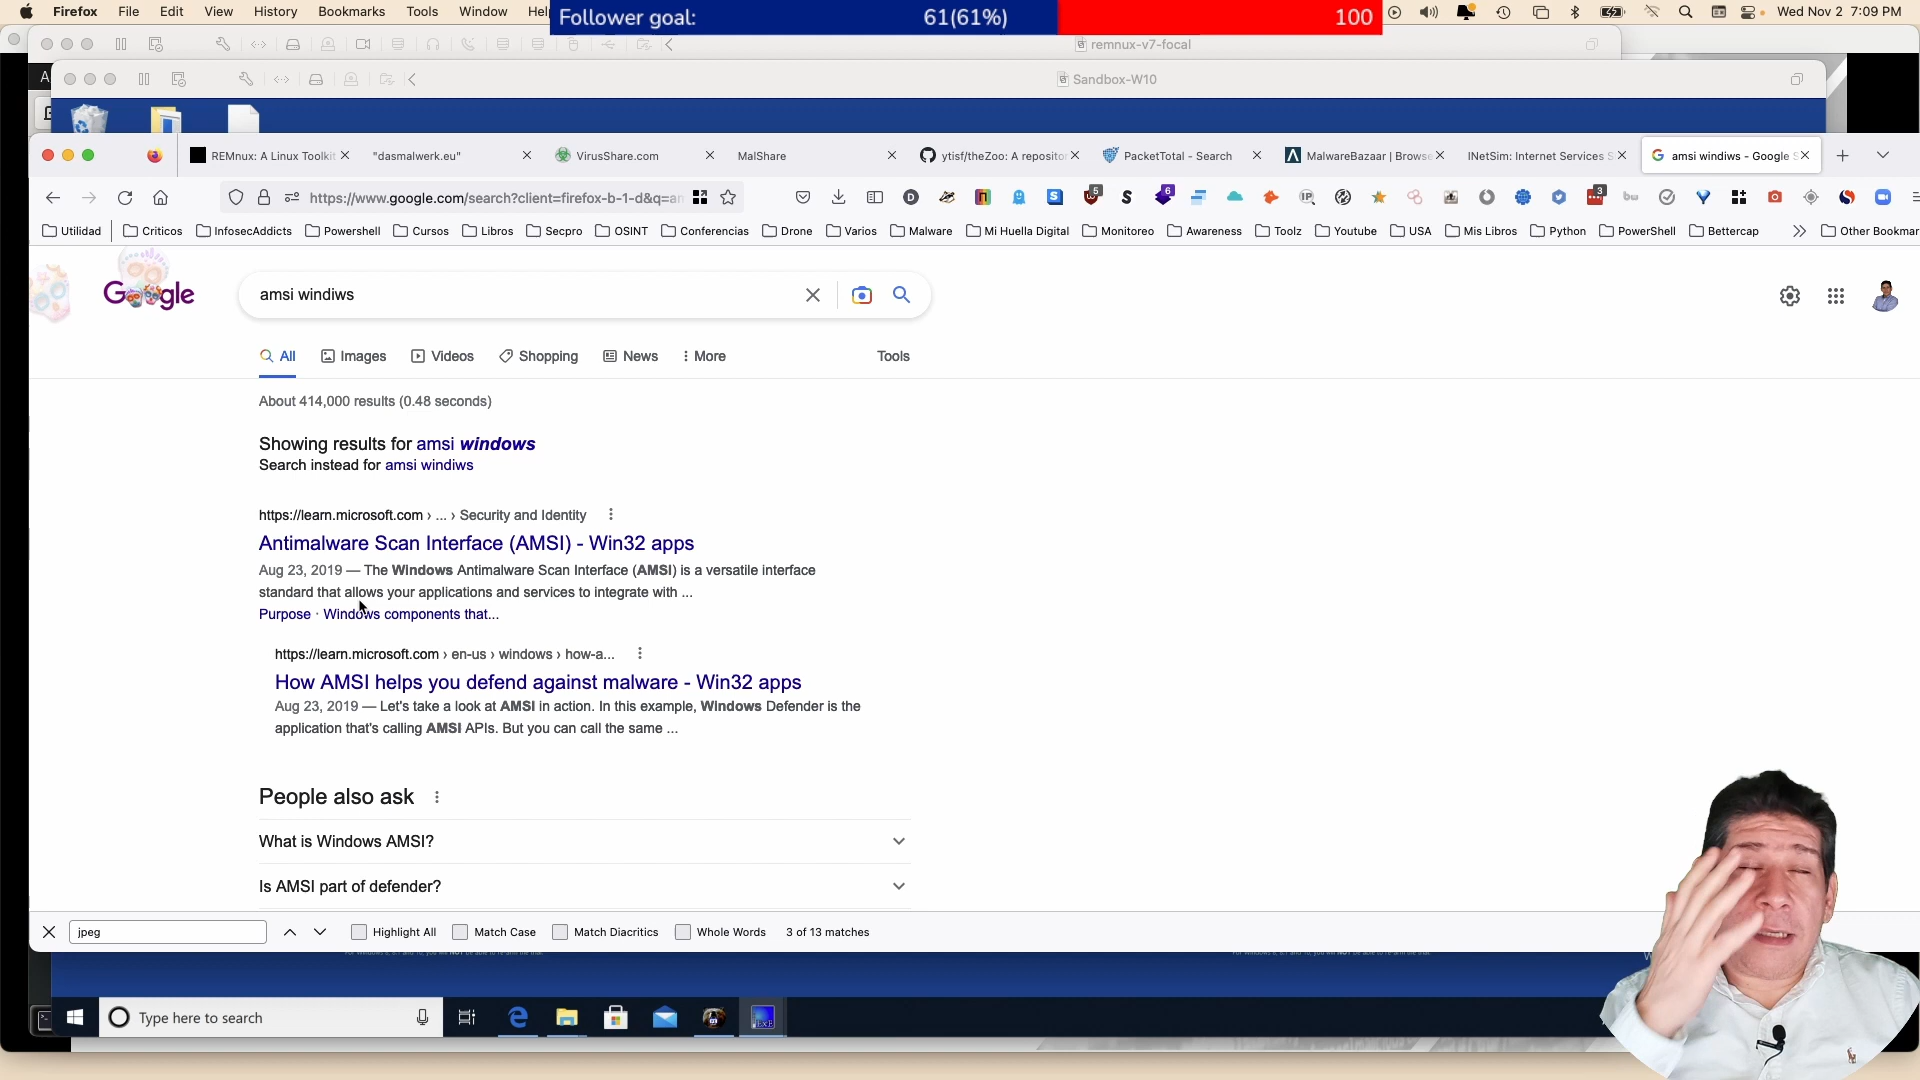 Firefox File Edit View History Bookmarks Tools Window Help
Follower goal: 61(61%) 100
Wed Nov 2 7:09 PM
remnux-v7-focal
Sandbox-W10
REMnux: A Linux Toolkit
"dasmalwerk.eu"
VirusShare.com
MalShare
ytisf/theZoo: A reposito
PacketTotal - Search
MalwareBazaar | Browse
INetSim: Internet Services S
amsi windiws - Google S
https://www.google.com/search?client=firefox-b-1-d&q=am
5
6
3
Utilidad Criticos InfosecAddicts Powershell Cursos Libros Secpro OSINT Conferencias Drone Varios Malware Mi Huella Digital Monitoreo Awareness Toolz Youtube USA Mis Libros Python PowerShell Bettercap Other Bookmar
Google
amsi windiws
All Images Videos Shopping News More Tools
About 414,000 results (0.48 seconds)
Showing results for amsi windows
Search instead for amsi windiws
https://learn.microsoft.com › ... › Security and Identity
Antimalware Scan Interface (AMSI) - Win32 apps
Aug 23, 2019 — The Windows Antimalware Scan Interface (AMSI) is a versatile interface
standard that allows your applications and services to integrate with ...
Purpose · Windows components that...
https://learn.microsoft.com › en-us › windows › how-a...
How AMSI helps you defend against malware - Win32 apps
Aug 23, 2019 — Let's take a look at AMSI in action. In this example, Windows Defender is the
application that's calling AMSI APIs. But you can call the same ...
People also ask
What is Windows AMSI?
Is AMSI part of defender?
jpeg
Highlight All Match Case Match Diacritics Whole Words 3 of 13 matches
Type here to search